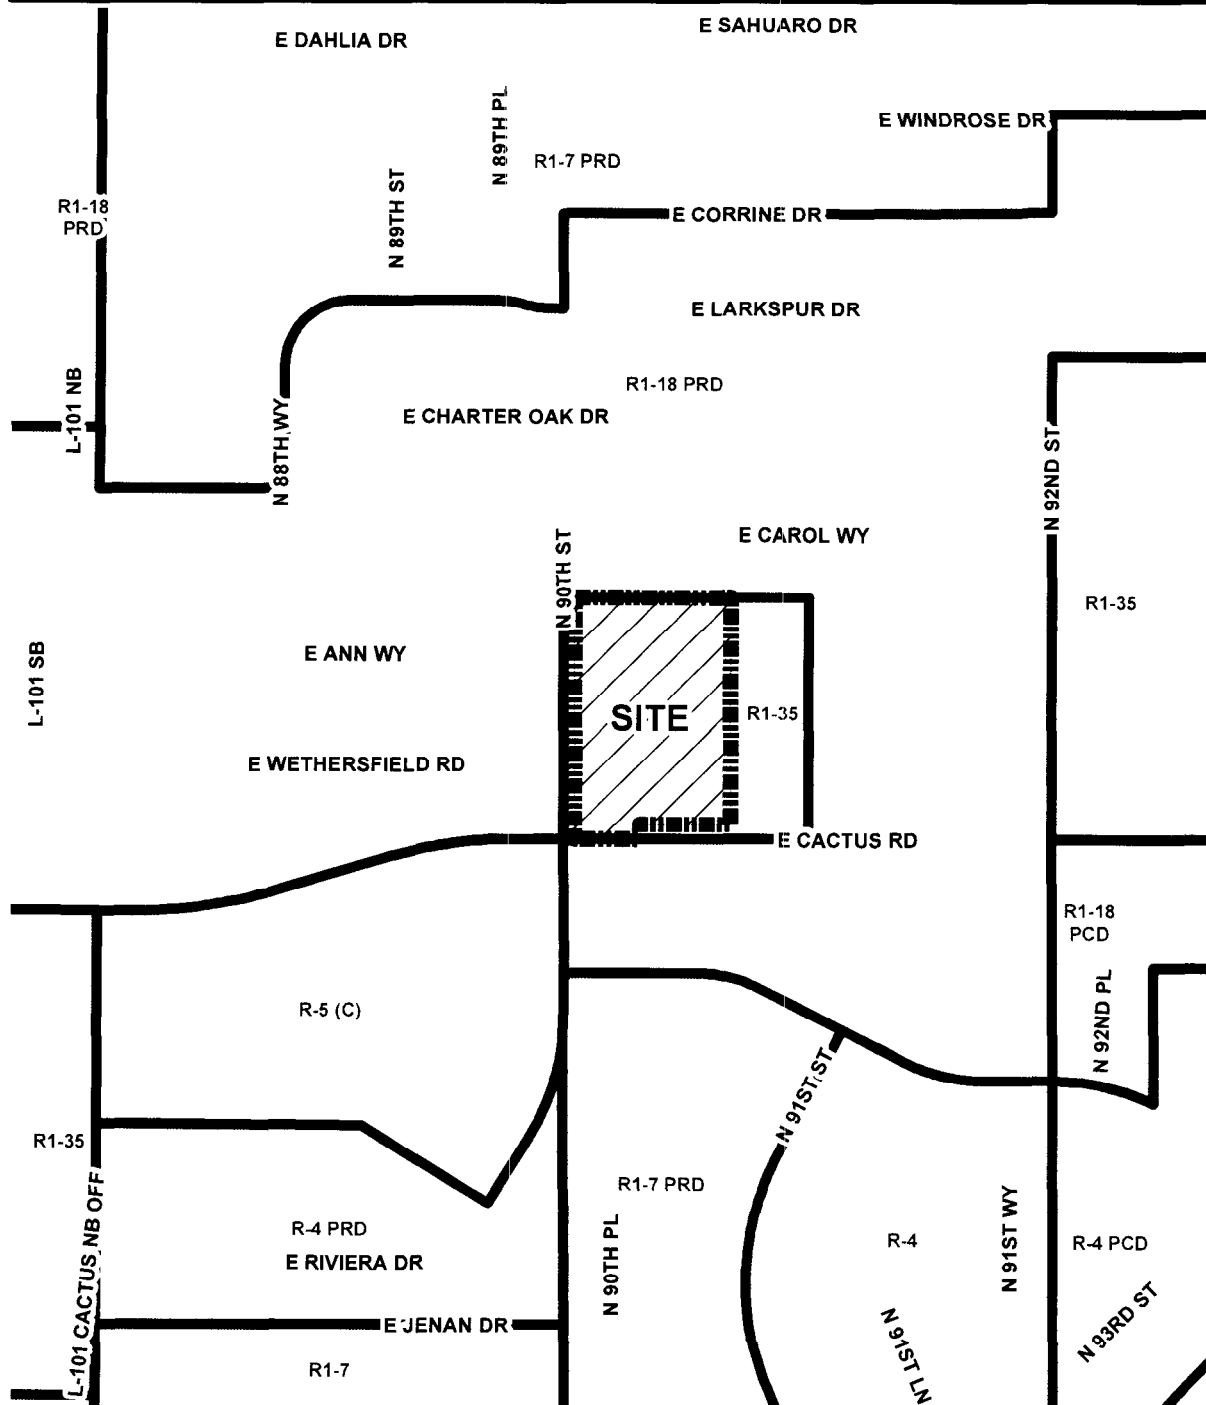 E SAHUARO DR
E DAHLIA DR
N 89TH PL
E WINDROSE DR
R1-7 PRD
N 89TH ST
R1-18
PRD
E CORRINE DR
E LARKSPUR DR
R1-18 PRD
L-101 NB
E CHARTER OAK DR
N 88TH WY
N 92ND ST
E CAROL WY
N 90TH ST
R1-35
E ANN WY
L-101 SB
SITE
R1-35
E WETHERSFIELD RD
E CACTUS RD
R1-18
PCD
R-5 (C)
N 92ND PL
N 91ST ST
R1-35
R1-7 PRD
R-4 PRD
N 91ST WY
R-4
R-4 PCD
L-101 CACTUS NB OFF
E RIVIERA DR
N 90TH PL
N 93RD ST
E JENAN DR
N 91ST LN
R1-7